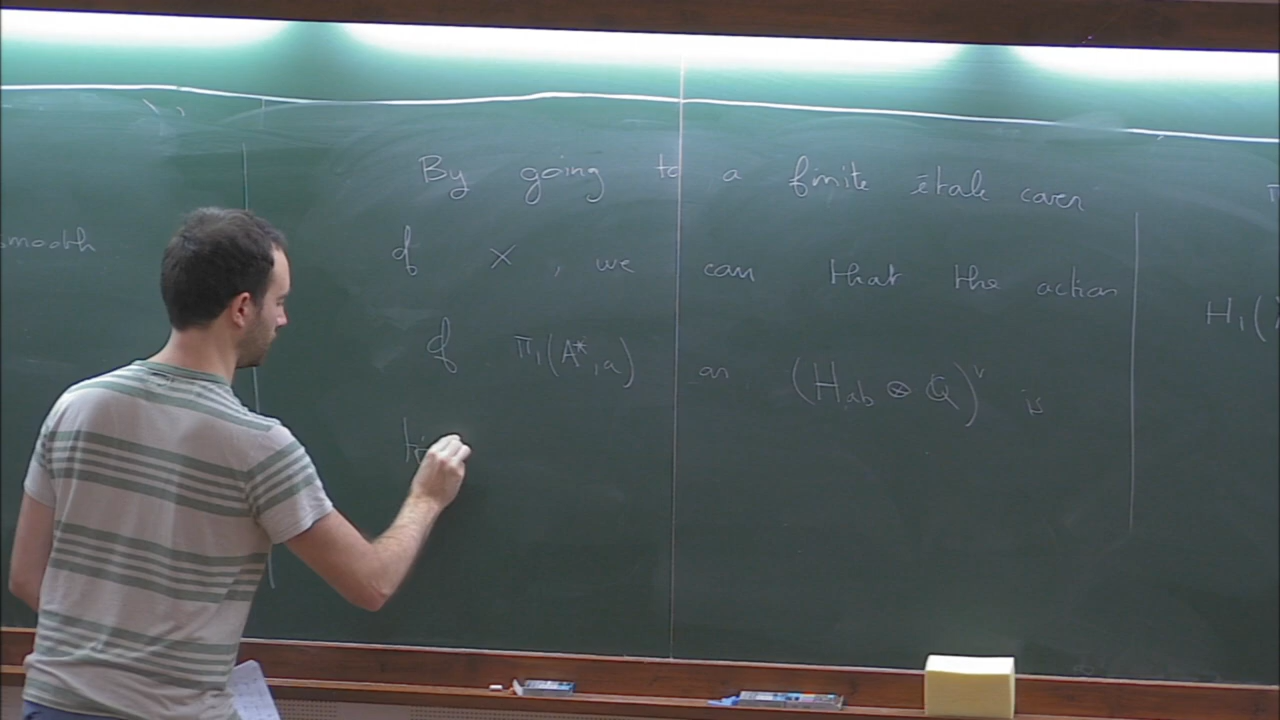 smooth
By going to a finite étale cover
of X, we can that the action
of π₁(A*, a) on (H_ab ⊗ Q)^v is
H₁(